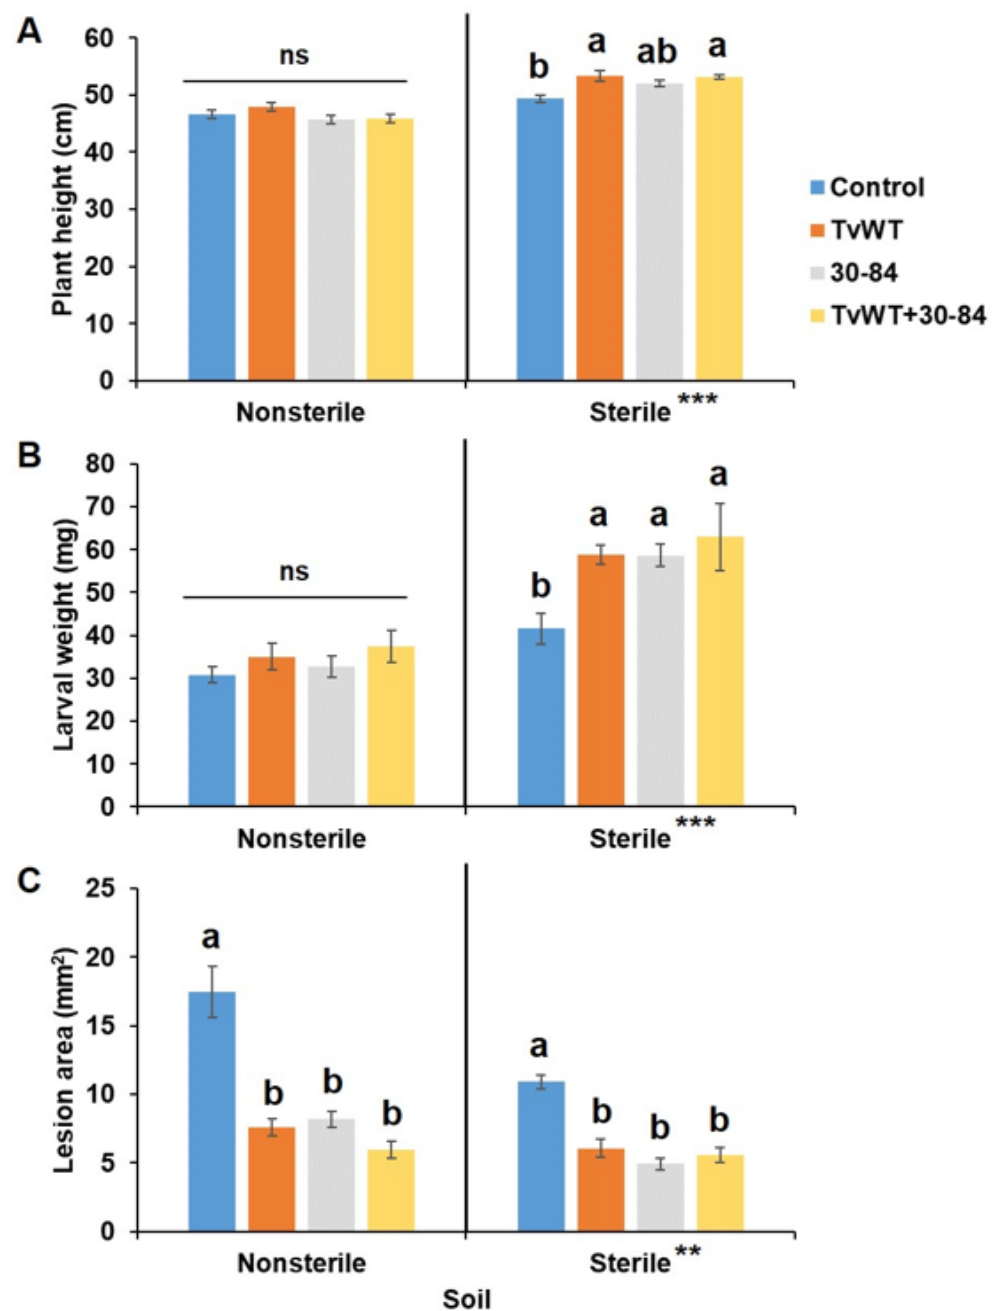 A
60
50
40
30
20
10
0
Plant height (cm)
ns
b
a
ab
a
Nonsterile
Sterile ***
Control
TvWT
30-84
TvWT+30-84
B
80
70
60
50
40
30
20
10
0
Larval weight (mg)
ns
b
a
a
a
Nonsterile
Sterile ***
C
25
20
15
10
5
0
Lesion area (mm²)
a
b
b
b
a
b
b
b
Nonsterile
Sterile **
Soil